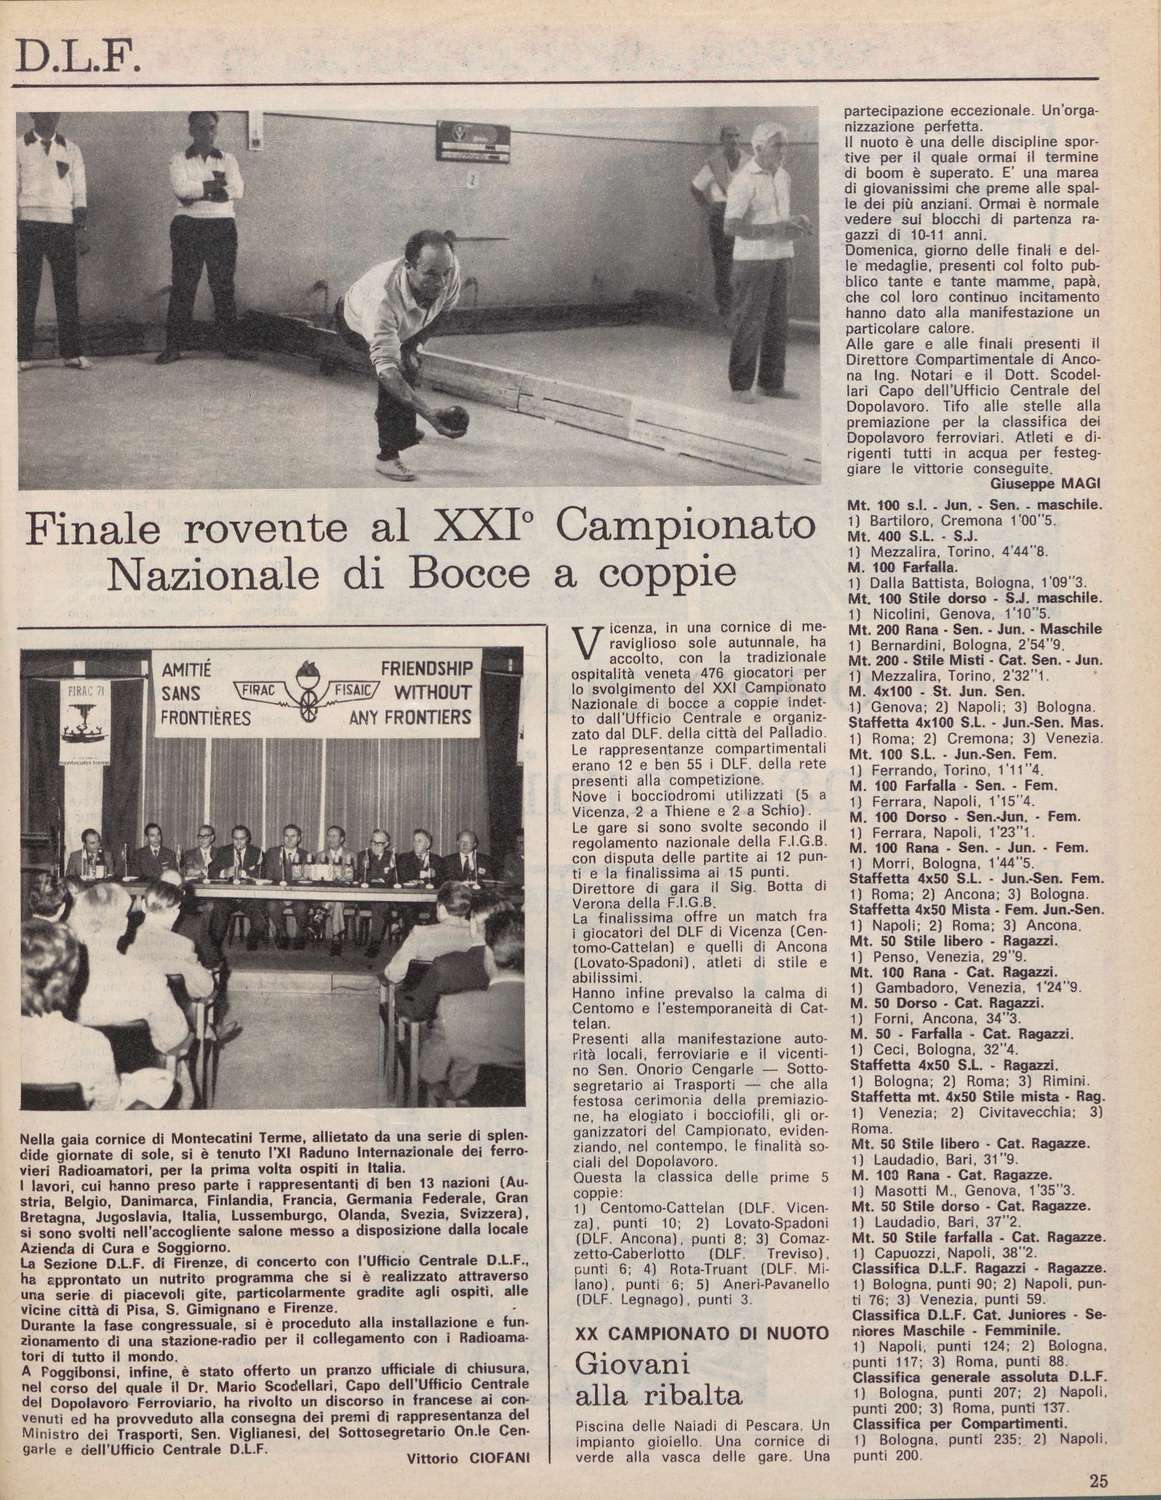 D.L.F.
Finale rovente al XXI° Campionato
Nazionale di Bocce a coppie
FIRAC 71
montecatini terme
AMITIÉ
SANS
FRONTIÈRES
FIRAC
FISAIC
FRIENDSHIP
WITHOUT
ANY FRONTIERS
Nella gaia cornice di Montecatini Terme, allietato da una serie di splen-
dide giornate di sole, si è tenuto l'XI Raduno Internazionale dei ferro-
vieri Radioamatori, per la prima volta ospiti in Italia.
I lavori, cui hanno preso parte i rappresentanti di ben 13 nazioni (Au-
stria, Belgio, Danimarca, Finlandia, Francia, Germania Federale, Gran
Bretagna, Jugoslavia, Italia, Lussemburgo, Olanda, Svezia, Svizzera),
si sono svolti nell'accogliente salone messo a disposizione dalla locale
Azienda di Cura e Soggiorno.
La Sezione D.L.F. di Firenze, di concerto con l'Ufficio Centrale D.L.F.,
ha approntato un nutrito programma che si è realizzato attraverso
una serie di piacevoli gite, particolarmente gradite agli ospiti, alle
vicine città di Pisa, S. Gimignano e Firenze.
Durante la fase congressuale, si è proceduto alla installazione e fun-
zionamento di una stazione-radio per il collegamento con i Radioama-
tori di tutto il mondo.
A Poggibonsi, infine, è stato offerto un pranzo ufficiale di chiusura,
nel corso del quale il Dr. Mario Scodellari, Capo dell'Ufficio Centrale
del Dopolavoro Ferroviario, ha rivolto un discorso in francese ai con-
venuti ed ha provveduto alla consegna dei premi di rappresentanza del
Ministro dei Trasporti, Sen. Viglianesi, del Sottosegretario On.le Cen-
garle e dell'Ufficio Centrale D.L.F.
Vittorio CIOFANI
Vicenza, in una cornice di me-
raviglioso sole autunnale, ha
accolto, con la tradizionale
ospitalità veneta 476 giocatori per
lo svolgimento del XXI Campionato
Nazionale di bocce a coppie indet-
to dall'Ufficio Centrale e organiz-
zato dal DLF. della città del Palladio.
Le rappresentanze compartimentali
erano 12 e ben 55 i DLF. della rete
presenti alla competizione.
Nove i bocciodromi utilizzati (5 a
Vicenza, 2 a Thiene e 2 a Schio).
Le gare si sono svolte secondo il
regolamento nazionale della F.I.G.B.
con disputa delle partite ai 12 pun-
ti e la finalissima ai 15 punti.
Direttore di gara il Sig. Botta di
Verona della F.I.G.B.
La finalissima offre un match fra
i giocatori del DLF di Vicenza (Cen-
tomo-Cattelan) e quelli di Ancona
(Lovato-Spadoni), atleti di stile e
abilissimi.
Hanno infine prevalso la calma di
Centomo e l'estemporaneità di Cat-
telan.
Presenti alla manifestazione auto-
rità locali, ferroviarie e il vicenti-
no Sen. Onorio Cengarle — Sotto-
segretario ai Trasporti — che alla
festosa cerimonia della premiazio-
ne, ha elogiato i bocciofili, gli or-
ganizzatori del Campionato, eviden-
ziando, nel contempo, le finalità so-
ciali del Dopolavoro.
Questa la classica delle prime 5
coppie:
1) Centomo-Cattelan (DLF. Vicen-
za), punti 10; 2) Lovato-Spadoni
(DLF. Ancona), punti 8; 3) Comaz-
zetto-Caberlotto (DLF. Treviso),
punti 6; 4) Rota-Truant (DLF. Mi-
lano), punti 6; 5) Aneri-Pavanello
(DLF. Legnago), punti 3.
XX CAMPIONATO DI NUOTO
Giovani
alla ribalta
Piscina delle Naiadi di Pescara. Un
impianto gioiello. Una cornice di
verde alla vasca delle gare. Una
partecipazione eccezionale. Un'orga-
nizzazione perfetta.
Il nuoto è una delle discipline spor-
tive per il quale ormai il termine
di boom è superato. E' una marea
di giovanissimi che preme alle spal-
le dei più anziani. Ormai è normale
vedere sui blocchi di partenza ra-
gazzi di 10-11 anni.
Domenica, giorno delle finali e del-
le medaglie, presenti col folto pub-
blico tante e tante mamme, papà,
che col loro continuo incitamento
hanno dato alla manifestazione un
particolare calore.
Alle gare e alle finali presenti il
Direttore Compartimentale di Anco-
na Ing. Notari e il Dott. Scodel-
lari Capo dell'Ufficio Centrale del
Dopolavoro. Tifo alle stelle alla
premiazione per la classifica dei
Dopolavoro ferroviari. Atleti e di-
rigenti tutti in acqua per festeg-
giare le vittorie conseguite.
Giuseppe MAGI
Mt. 100 s.l. - Jun. - Sen. - maschile.
1) Bartiloro, Cremona 1'00"5.
Mt. 400 S.L. - S.J.
1) Mezzalira, Torino, 4'44"8.
M. 100 Farfalla.
1) Dalla Battista, Bologna, 1'09"3.
Mt. 100 Stile dorso - S.J. maschile.
1) Nicolini, Genova, 1'10"5.
Mt. 200 Rana - Sen. - Jun. - Maschile
1) Bernardini, Bologna, 2'54"9.
Mt. 200 - Stile Misti - Cat. Sen. - Jun.
1) Mezzalira, Torino, 2'32"1.
M. 4x100 - St. Jun. Sen.
1) Genova; 2) Napoli; 3) Bologna.
Staffetta 4x100 S.L. - Jun.-Sen. Mas.
1) Roma; 2) Cremona; 3) Venezia.
Mt. 100 S.L. - Jun.-Sen. Fem.
1) Ferrando, Torino, 1'11"4.
M. 100 Farfalla - Sen. - Fem.
1) Ferrara, Napoli, 1'15"4.
M. 100 Dorso - Sen.-Jun. - Fem.
1) Ferrara, Napoli, 1'23"1.
M. 100 Rana - Sen. - Jun. - Fem.
1) Morri, Bologna, 1'44"5.
Staffetta 4x50 S.L. - Jun.-Sen. Fem.
1) Roma; 2) Ancona; 3) Bologna.
Staffetta 4x50 Mista - Fem. Jun.-Sen.
1) Napoli; 2) Roma; 3) Ancona.
Mt. 50 Stile libero - Ragazzi.
1) Penso, Venezia, 29"9.
Mt. 100 Rana - Cat. Ragazzi.
1) Gambadoro, Venezia, 1'24"9.
M. 50 Dorso - Cat. Ragazzi.
1) Forni, Ancona, 34"3.
M. 50 - Farfalla - Cat. Ragazzi.
1) Ceci, Bologna, 32"4.
Staffetta 4x50 S.L. - Ragazzi.
1) Bologna; 2) Roma; 3) Rimini.
Staffetta mt. 4x50 Stile mista - Rag.
1) Venezia; 2) Civitavecchia; 3)
Roma.
Mt. 50 Stile libero - Cat. Ragazze.
1) Laudadio, Bari, 31"9.
M. 100 Rana - Cat. Ragazze.
1) Masotti M., Genova, 1'35"3.
Mt. 50 Stile dorso - Cat. Ragazze.
1) Laudadio, Bari, 37"2.
Mt. 50 Stile farfalla - Cat. Ragazze.
1) Capuozzi, Napoli, 38"2.
Classifica D.L.F. Ragazzi - Ragazze.
1) Bologna, punti 90; 2) Napoli, pun-
ti 76; 3) Venezia, punti 59.
Classifica D.L.F. Cat. Juniores - Se-
niores Maschile - Femminile.
1) Napoli, punti 124; 2) Bologna,
punti 117; 3) Roma, punti 88.
Classifica generale assoluta D.L.F.
1) Bologna, punti 207; 2) Napoli,
punti 200; 3) Roma, punti 137.
Classifica per Compartimenti.
1) Bologna, punti 235; 2) Napoli,
punti 200.
25